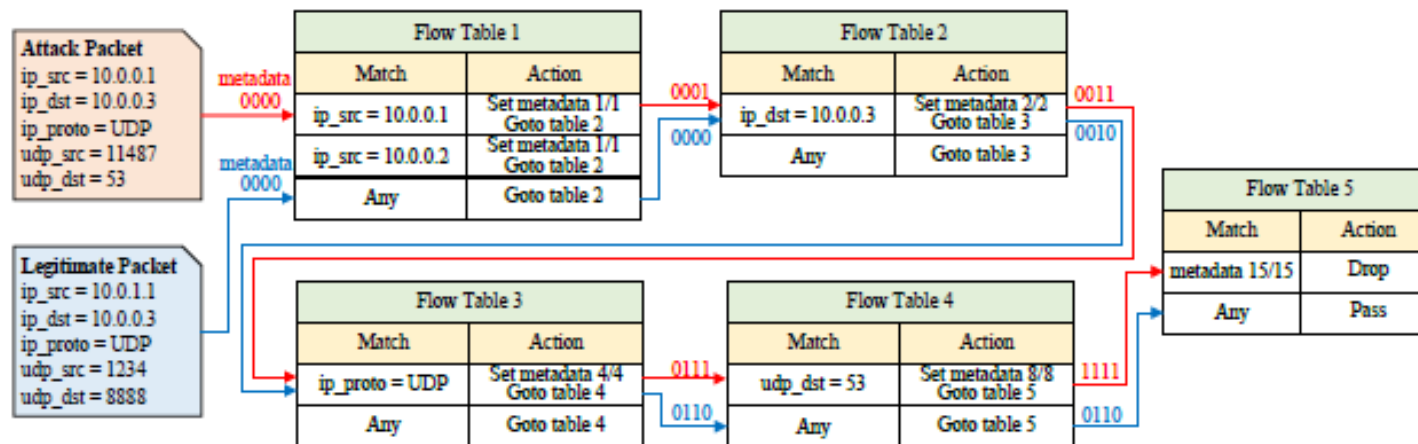 Attack Packet
ip_src = 10.0.0.1
ip_dst = 10.0.0.3
ip_proto = UDP
udp_src = 11487
udp_dst = 53
Legitimate Packet
ip_src = 10.0.1.1
ip_dst = 10.0.0.3
ip_proto = UDP
udp_src = 1234
udp_dst = 8888
metadata
0000
metadata
0000
Flow Table 1
Match Action
ip_src = 10.0.0.1 Set metadata 1/1
Goto table 2
ip_src = 10.0.0.2 Set metadata 1/1
Goto table 2
Any Goto table 2
0001
0000
Flow Table 2
Match Action
ip_dst = 10.0.0.3 Set metadata 2/2
Goto table 3
Any Goto table 3
0011
0010
Flow Table 3
Match Action
ip_proto = UDP Set metadata 4/4
Goto table 4
Any Goto table 4
0111
0110
Flow Table 4
Match Action
udp_dst = 53 Set metadata 8/8
Goto table 5
Any Goto table 5
1111
0110
Flow Table 5
Match Action
metadata 15/15 Drop
Any Pass